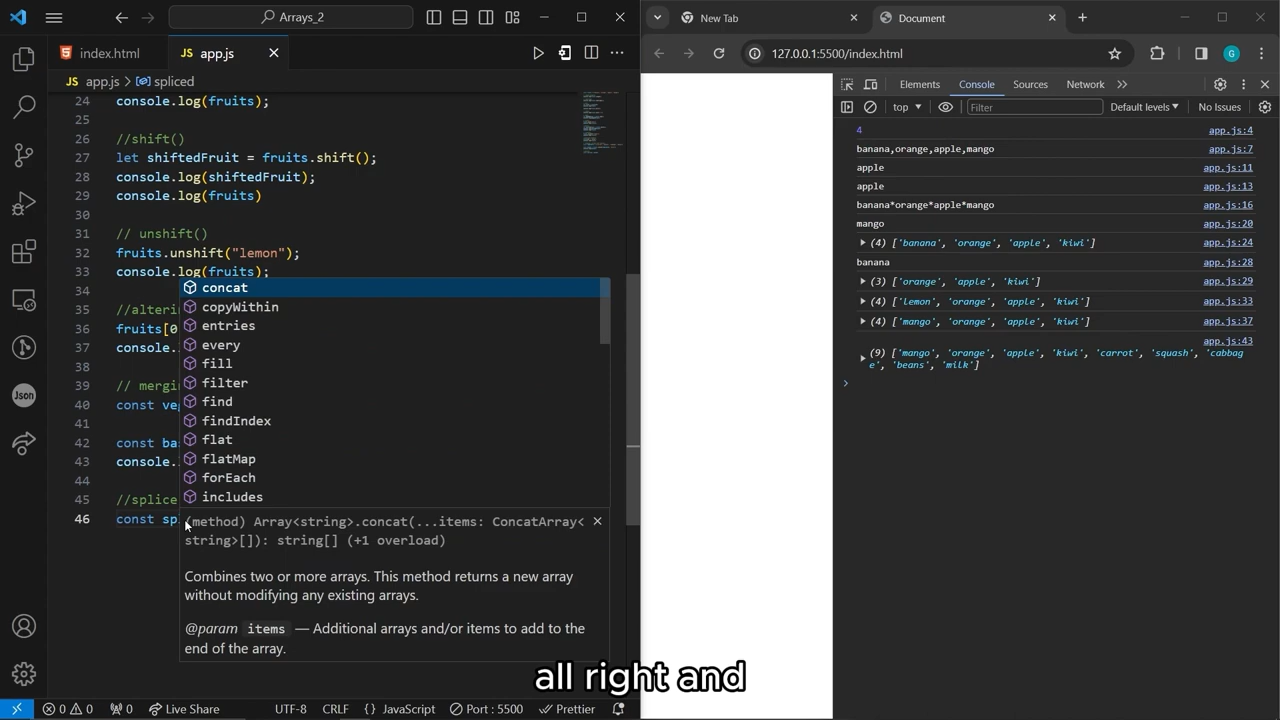 Arrays_2
index.html
app.js
JS app.js > spliced
24 console.log(fruits);
25
26 //shift()
27 let shiftedFruit = fruits.shift();
28 console.log(shiftedFruit);
29 console.log(fruits)
30
31 // unshift()
32 fruits.unshift("lemon");
33 console.log(fruits);
34
35 //alterin
36 fruits[0
37 console.l
38
39 // mergin
40 const veg
41
42 const bas
43 console.l
44
45 //splice
46 const spl
concat
copyWithin
entries
every
fill
filter
find
findIndex
flat
flatMap
forEach
includes
(method) Array<string>.concat(...items: ConcatArray<
string>[]): string[] (+1 overload)
Combines two or more arrays. This method returns a new array
without modifying any existing arrays.
@param items — Additional arrays and/or items to add to the
end of the array.
Json
0 0 0 Live Share UTF-8 CRLF {} JavaScript Port : 5500 Prettier
New Tab
Document
127.0.0.1:5500/index.html
G
Elements Console Sources Network
top Filter Default levels No Issues
4 app.js:4
banana,orange,apple,mango app.js:7
apple app.js:11
apple app.js:13
banana*orange*apple*mango app.js:16
mango app.js:20
(4) ['banana', 'orange', 'apple', 'kiwi'] app.js:24
banana app.js:28
(3) ['orange', 'apple', 'kiwi'] app.js:29
(4) ['lemon', 'orange', 'apple', 'kiwi'] app.js:33
(4) ['mango', 'orange', 'apple', 'kiwi'] app.js:37
app.js:43
(9) ['mango', 'orange', 'apple', 'kiwi', 'carrot', 'squash', 'cabbag
e', 'beans', 'milk']
all right and